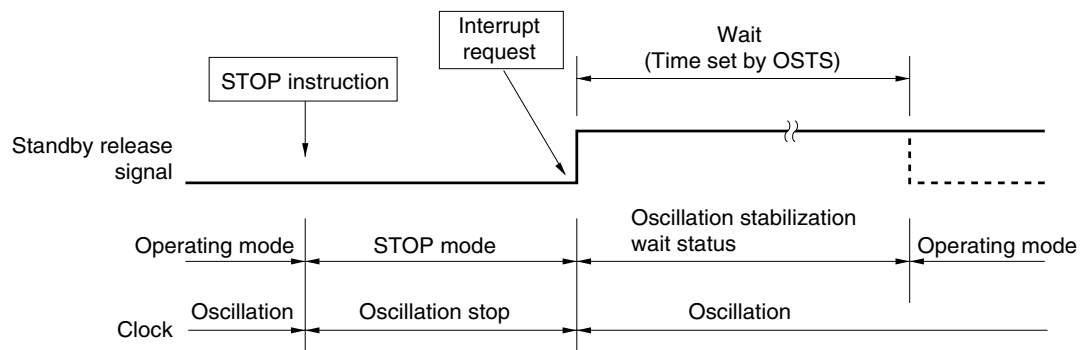 Interrupt
request
Wait
(Time set by OSTS)
STOP instruction
Standby release
signal
Operating mode
STOP mode
Oscillation stabilization
wait status
Operating mode
Clock
Oscillation
Oscillation stop
Oscillation